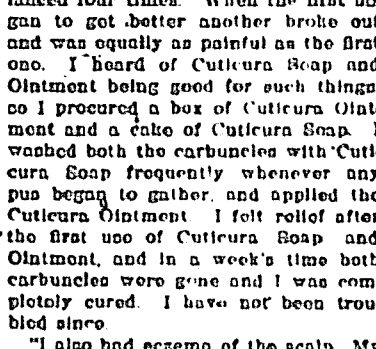 lanced four times. When the first be-
gan to get better another broke out
and was equally as painful as the first
one. I heard of Cuticura Soap and
Ointment being good for such things
so I procured a box of Cuticura Oint
ment and a cake of Cuticura Soap. I
washed both the carbuncles with Cuti
cura Soap frequently whenever any
pus began to gather, and applied the
Cuticura Ointment. I felt relief after
the first use of Cuticura Soap and
Ointment, and in a week's time both
carbuncles were gone and I was com
pletely cured. I have not been trou
bled since.
"I also had eczema of the scalp. My